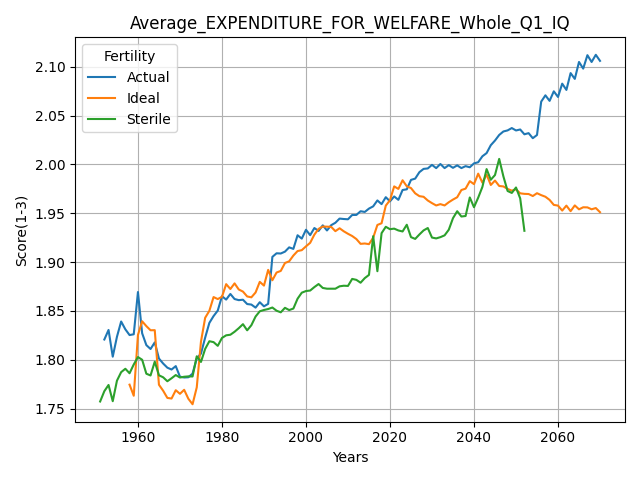 Average_EXPENDITURE_FOR_WELFARE_Whole_Q1_IQ
Fertility
Actual
Ideal
Sterile
2.10
2.05
2.00
1.95
1.90
1.85
1.80
1.75
Score(1-3)
1960 1980 2000 2020 2040 2060
Years